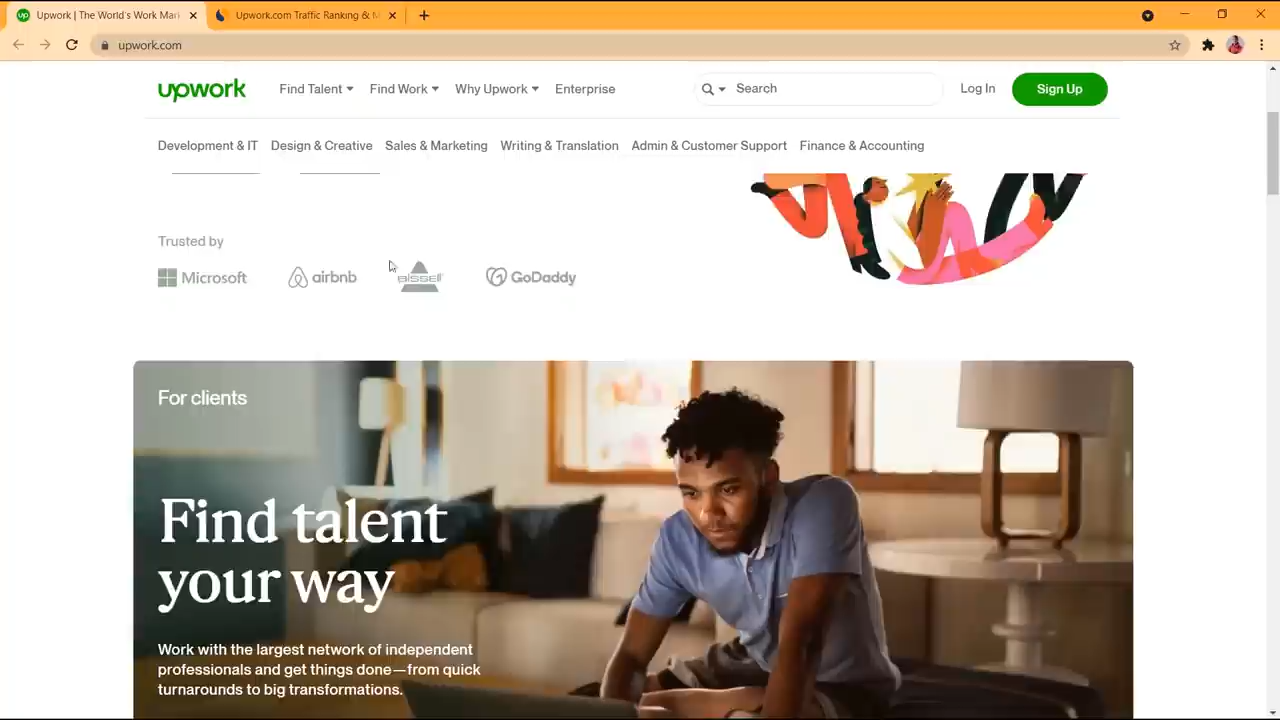 Upwork | The World's Work Mark
Upwork.com Traffic Ranking & M
upwork.com
upwork
Find Talent
Find Work
Why Upwork
Enterprise
Search
Log In
Sign Up
Development & IT
Design & Creative
Sales & Marketing
Writing & Translation
Admin & Customer Support
Finance & Accounting
Trusted by
Microsoft
airbnb
BISSELL
GoDaddy
For clients
Find talent
your way
Work with the largest network of independent
professionals and get things done—from quick
turnarounds to big transformations.